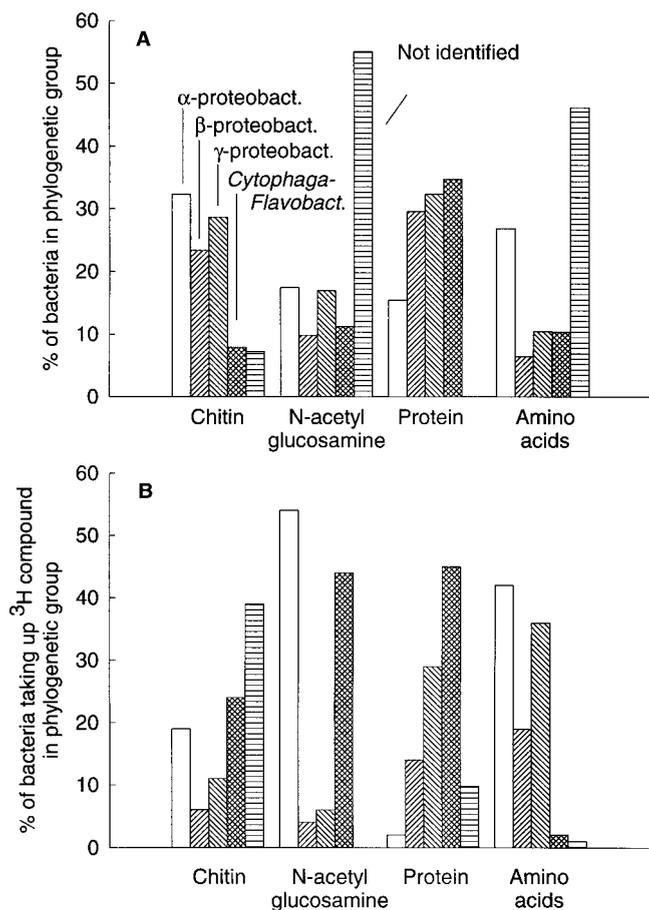 60
50
40
30
20
10
0
% of bacteria in phylogenetic group
A
Not identified
α-proteobact.
β-proteobact.
γ-proteobact.
Cytophaga-
Flavobact.
Chitin
N-acetyl
glucosamine
Protein
Amino
acids
60
50
40
30
20
10
0
% of bacteria taking up ³H compound
in phylogenetic group
B
Chitin
N-acetyl
glucosamine
Protein
Amino
acids